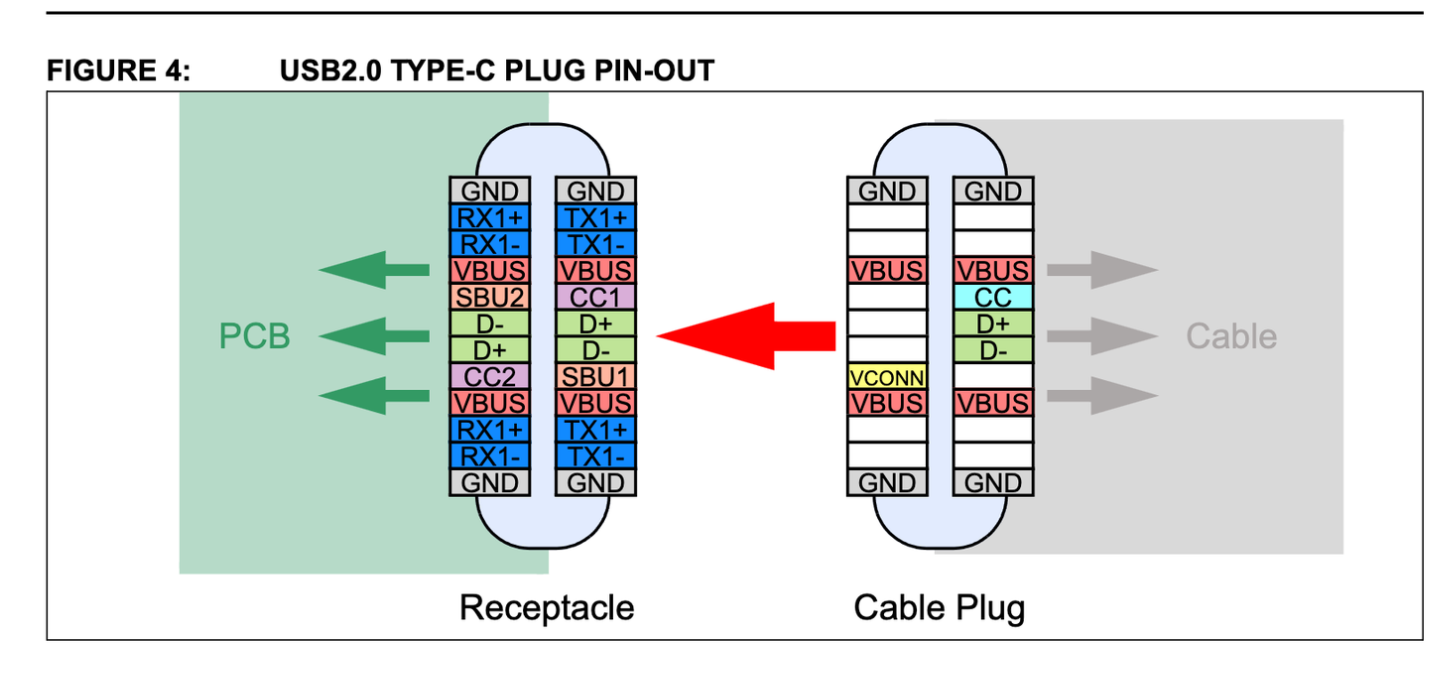 FIGURE 4: USB2.0 TYPE-C PLUG PIN-OUT
GND GND GND GND
RX1+ TX1+
RX1- TX1-
VBUS VBUS VBUS VBUS
SBU2 CC1 CC
D- D+ D+
PCB Cable
D+ D- D-
CC2 SBU1 VCONN
VBUS VBUS VBUS VBUS
RX1+ TX1+
RX1- TX1-
GND GND GND GND
Receptacle Cable Plug